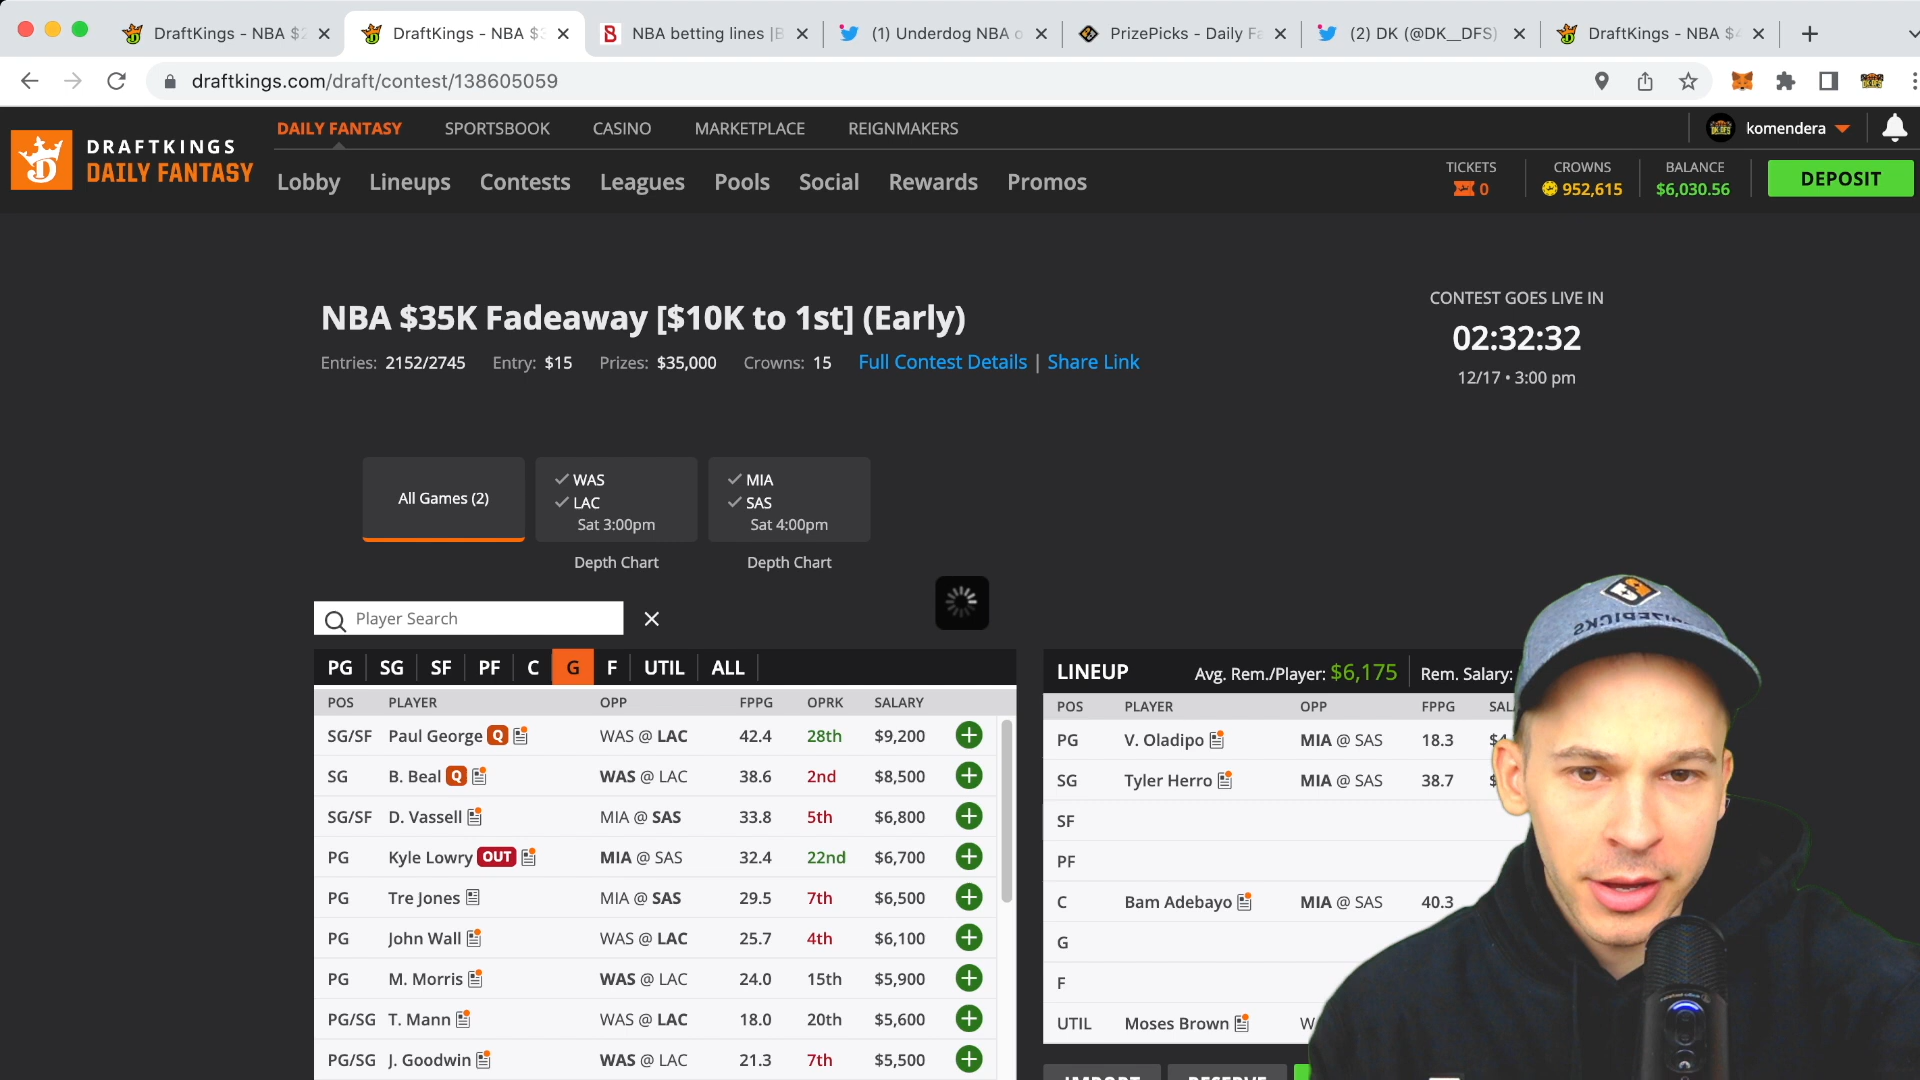 DraftKings - NBA $2
DraftKings - NBA $3
NBA betting lines |B
(1) Underdog NBA o
PrizePicks - Daily Fa
(2) DK (@DK__DFS)
DraftKings - NBA $4
draftkings.com/draft/contest/138605059
DRAFTKINGS
DAILY FANTASY
DAILY FANTASY SPORTSBOOK CASINO MARKETPLACE REIGNMAKERS
komendera
Lobby Lineups Contests Leagues Pools Social Rewards Promos
TICKETS
0
CROWNS
952,615
BALANCE
$6,030.56
DEPOSIT
NBA $35K Fadeaway [$10K to 1st] (Early)
Entries: 2152/2745 Entry: $15 Prizes: $35,000 Crowns: 15 Full Contest Details | Share Link
CONTEST GOES LIVE IN
02:32:32
12/17 • 3:00 pm
All Games (2)
WAS
LAC
Sat 3:00pm
Depth Chart
MIA
SAS
Sat 4:00pm
Depth Chart
Player Search
PG SG SF PF C G F UTIL ALL
POS PLAYER OPP FPPG OPRK SALARY
SG/SF Paul George Q WAS @ LAC 42.4 28th $9,200
SG B. Beal Q WAS @ LAC 38.6 2nd $8,500
SG/SF D. Vassell MIA @ SAS 33.8 5th $6,800
PG Kyle Lowry OUT MIA @ SAS 32.4 22nd $6,700
PG Tre Jones MIA @ SAS 29.5 7th $6,500
PG John Wall WAS @ LAC 25.7 4th $6,100
PG M. Morris WAS @ LAC 24.0 15th $5,900
PG/SG T. Mann WAS @ LAC 18.0 20th $5,600
PG/SG J. Goodwin WAS @ LAC 21.3 7th $5,500
LINEUP Avg. Rem./Player: $6,175 Rem. Salary:
POS PLAYER OPP FPPG SAL
PG V. Oladipo MIA @ SAS 18.3 $4
SG Tyler Herro MIA @ SAS 38.7 $
SF
PF
C Bam Adebayo MIA @ SAS 40.3
G
F
UTIL Moses Brown W
IMPORT RESERVE
PRIZEPICKS